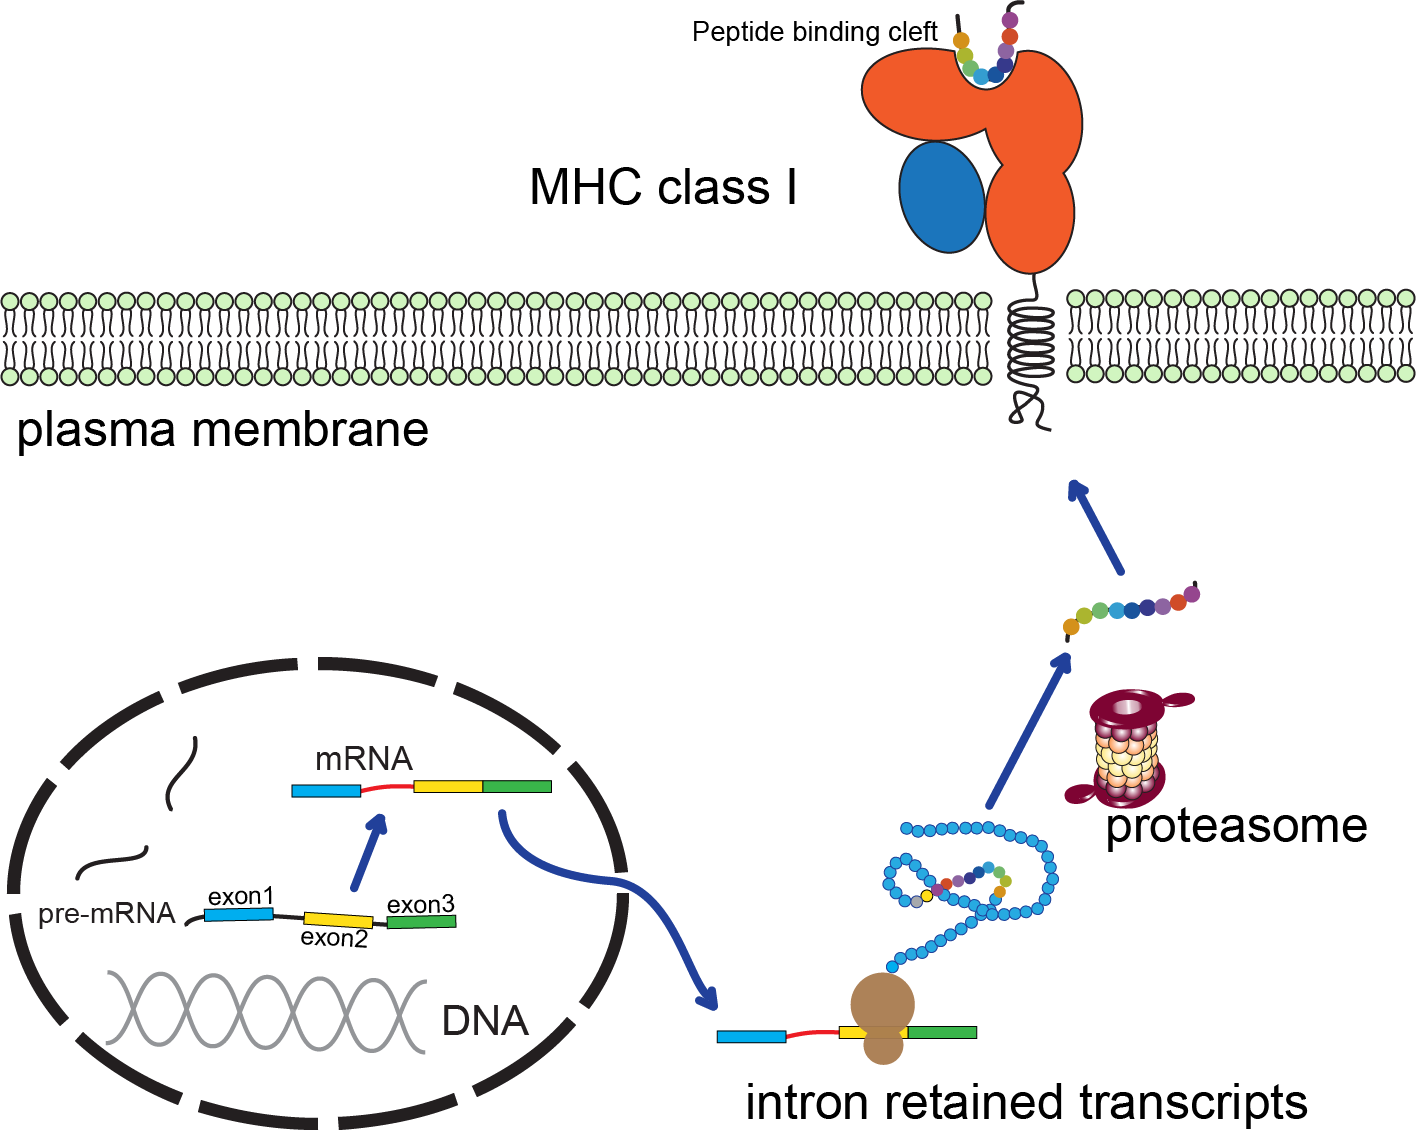 Peptide binding cleft
MHC class I
plasma membrane
mRNA
exon1
exon3
pre-mRNA
exon2
DNA
proteasome
intron retained transcripts